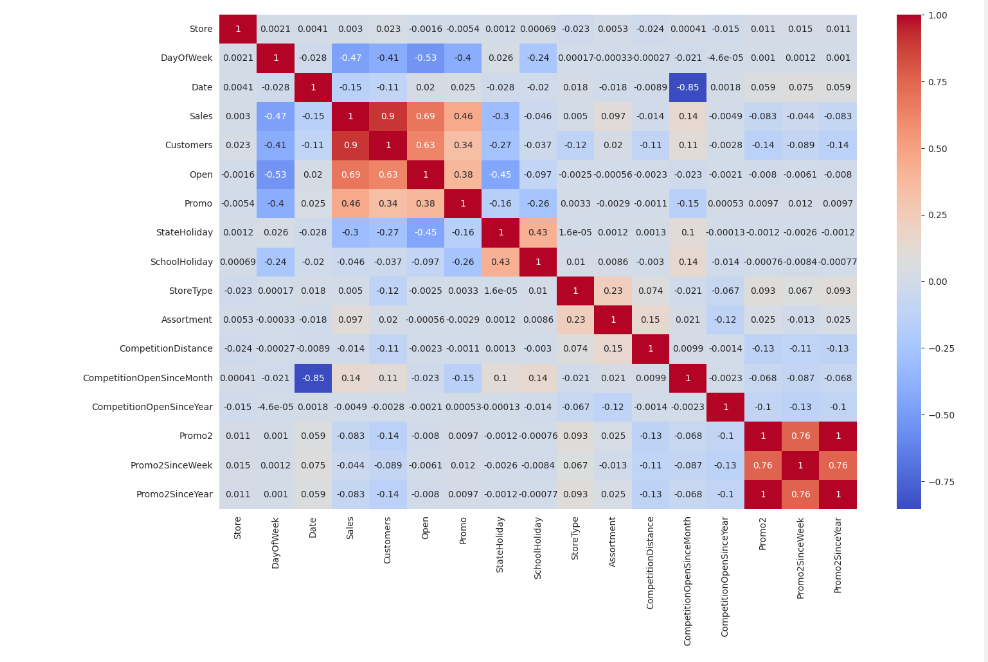 Store 1 0.0021 0.0041 0.003 0.023 -0.0016 -0.0054 0.0012 0.00069 -0.023 0.0053 -0.024 0.00041 -0.015 0.011 0.015 0.011
DayOfWeek 0.0021 1 -0.028 -0.47 -0.41 -0.53 -0.4 0.026 -0.24 0.00017 -0.00033 -0.00027 -0.021 -4.6e-05 0.001 0.0012 0.001
Date 0.0041 -0.028 1 -0.15 -0.11 0.02 0.025 -0.028 -0.02 0.018 -0.018 -0.0089 -0.85 0.0018 0.059 0.075 0.059
Sales 0.003 -0.47 -0.15 1 0.9 0.69 0.46 -0.3 -0.046 0.005 0.097 -0.014 0.14 -0.0049 -0.083 -0.044 -0.083
Customers 0.023 -0.41 -0.11 0.9 1 0.63 0.34 -0.27 -0.037 -0.12 0.02 -0.11 0.11 -0.0028 -0.14 -0.089 -0.14
Open -0.0016 -0.53 0.02 0.69 0.63 1 0.38 -0.45 -0.097 -0.0025 -0.00056 -0.0023 -0.023 -0.0021 -0.008 -0.0061 -0.008
Promo -0.0054 -0.4 0.025 0.46 0.34 0.38 1 -0.16 -0.26 0.0033 -0.0029 -0.0011 -0.15 0.00053 0.0097 0.012 0.0097
StateHoliday 0.0012 0.026 -0.028 -0.3 -0.27 -0.45 -0.16 1 0.43 1.6e-05 0.0012 0.0013 0.1 -0.00013 -0.0012 -0.0026 -0.0012
SchoolHoliday 0.00069 -0.24 -0.02 -0.046 -0.037 -0.097 -0.26 0.43 1 0.01 0.0086 -0.003 0.14 -0.014 -0.00076 -0.0084 -0.00077
StoreType -0.023 0.00017 0.018 0.005 -0.12 -0.0025 0.0033 1.6e-05 0.01 1 0.23 0.074 -0.021 -0.067 0.093 0.067 0.093
Assortment 0.0053 -0.00033 -0.018 0.097 0.02 -0.00056 -0.0029 0.0012 0.0086 0.23 1 0.15 0.021 -0.12 0.025 -0.013 0.025
CompetitionDistance -0.024 -0.00027 -0.0089 -0.014 -0.11 -0.0023 -0.0011 0.0013 -0.003 0.074 0.15 1 0.0099 -0.0014 -0.13 -0.11 -0.13
CompetitionOpenSinceMonth 0.00041 -0.021 -0.85 0.14 0.11 -0.023 -0.15 0.1 0.14 -0.021 0.021 0.0099 1 -0.0023 -0.068 -0.087 -0.068
CompetitionOpenSinceYear -0.015 -4.6e-05 0.0018 -0.0049 -0.0028 -0.0021 0.00053 -0.00013 -0.014 -0.067 -0.12 -0.0014 -0.0023 1 -0.1 -0.13 -0.1
Promo2 0.011 0.001 0.059 -0.083 -0.14 -0.008 0.0097 -0.0012 -0.00076 0.093 0.025 -0.13 -0.068 -0.1 1 0.76 1
Promo2SinceWeek 0.015 0.0012 0.075 -0.044 -0.089 -0.0061 0.012 -0.0026 -0.0084 0.067 -0.013 -0.11 -0.087 -0.13 0.76 1 0.76
Promo2SinceYear 0.011 0.001 0.059 -0.083 -0.14 -0.008 0.0097 -0.0012 -0.00077 0.093 0.025 -0.13 -0.068 -0.1 1 0.76 1
Store
DayOfWeek
Date
Sales
Customers
Open
Promo
StateHoliday
SchoolHoliday
StoreType
Assortment
CompetitionDistance
CompetitionOpenSinceMonth
CompetitionOpenSinceYear
Promo2
Promo2SinceWeek
Promo2SinceYear
1.00
0.75
0.50
0.25
0.00
−0.25
−0.50
−0.75